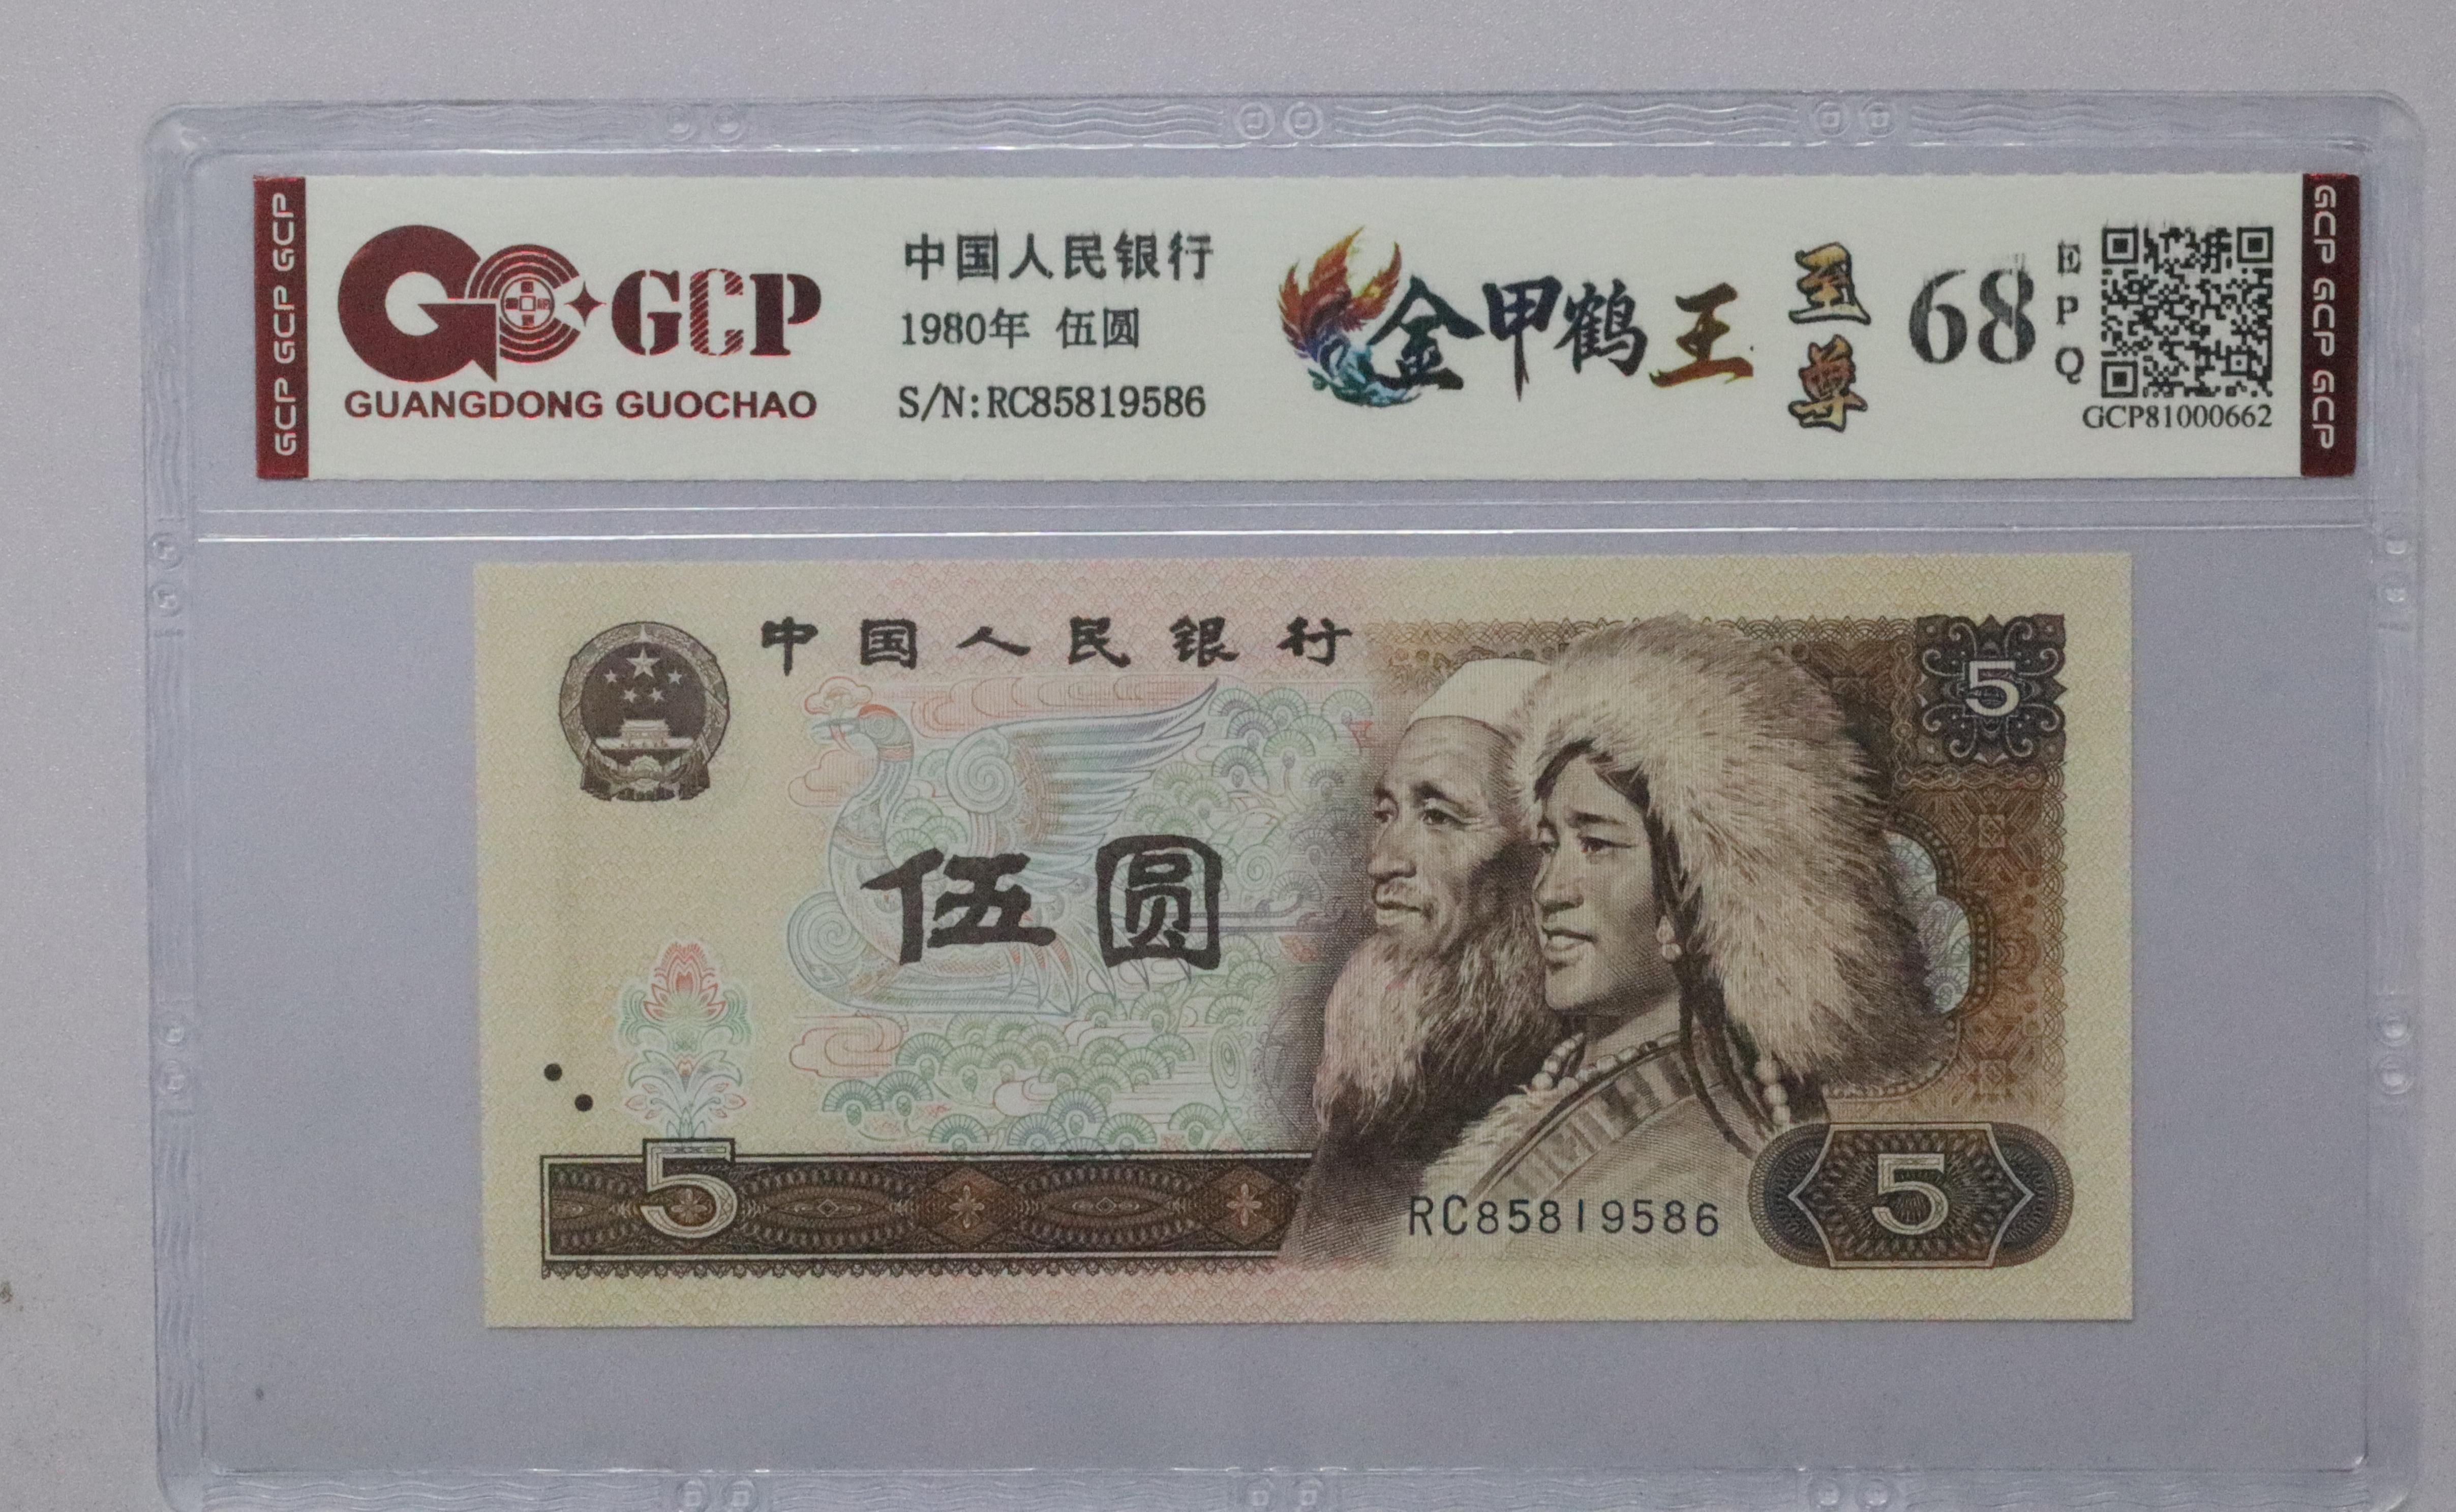 GCP GCP GCP
GCP
GUANGDONG GUOCHAO
中国人民银行
1980年 伍圆
S/N:RC85819586
金甲鹤王
至尊
68
EPQ
GCP81000662
GCP GCP GCP
中国人民银行
5
伍圆
5
RC85819586
5